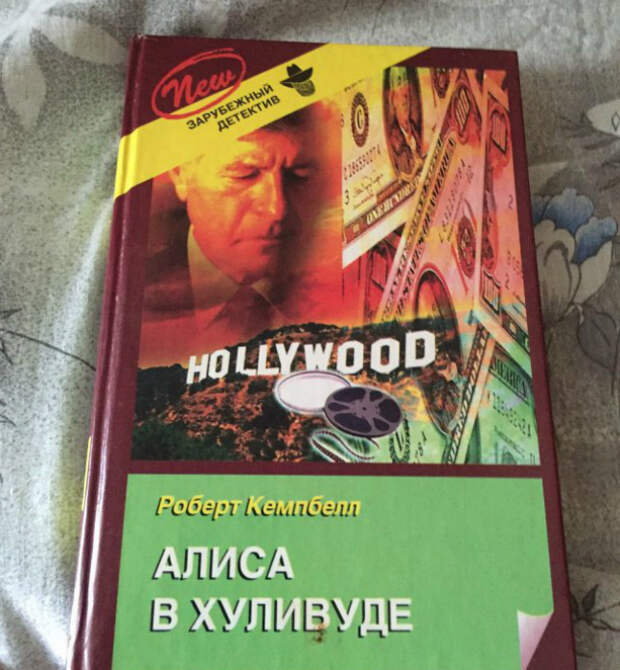 New
ЗАРУБЕЖНЫЙ
ДЕТЕКТИВ
HOLLYWOOD
Роберт Кемпбелл
АЛИСА
В ХУЛИВУДЕ